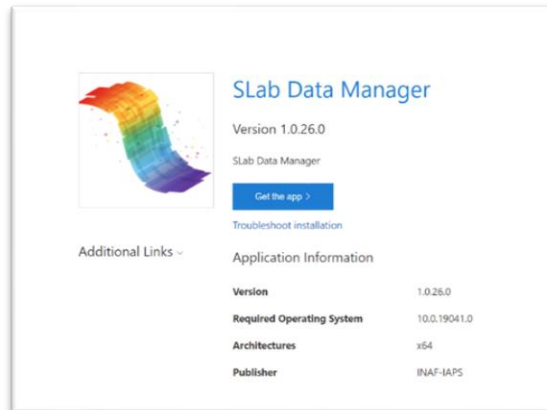 SLab Data Manager
Version 1.0.26.0
SLab Data Manager
Get the app >
Troubleshoot installation
Additional Links
Application Information
Version 1.0.26.0
Required Operating System 10.0.19041.0
Architectures x64
Publisher INAF-IAPS